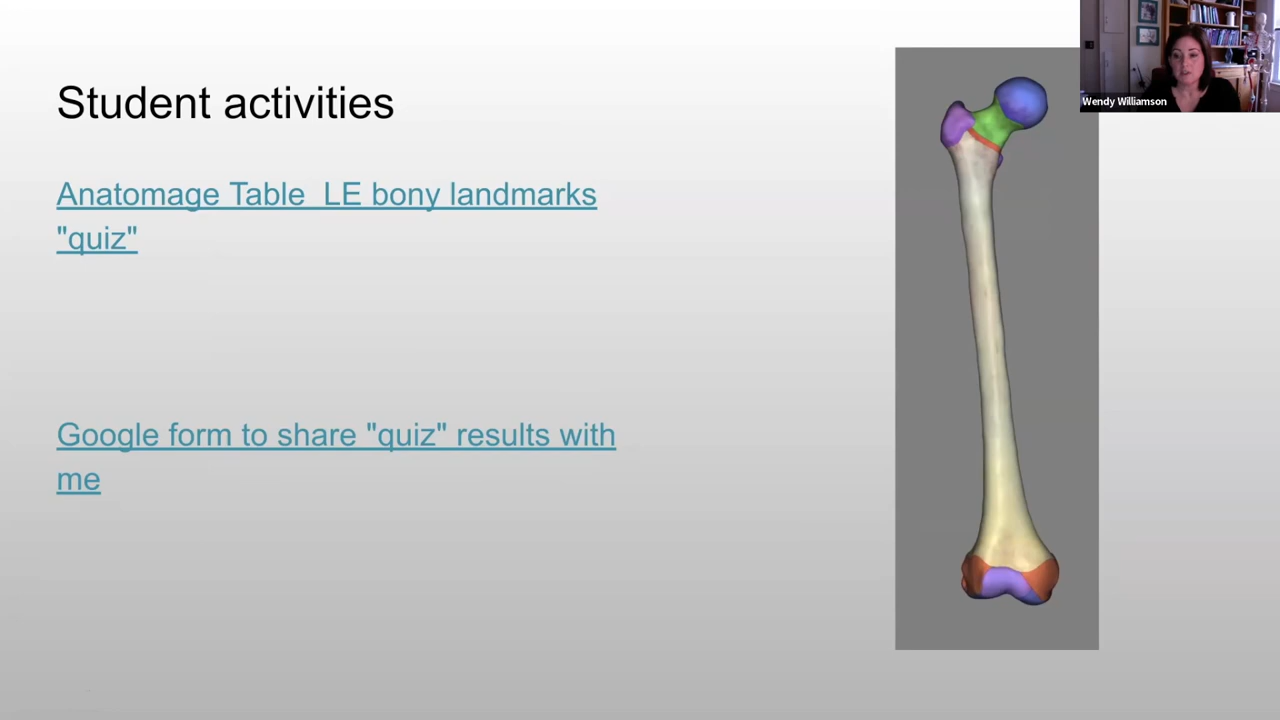 Wendy Williamson
Student activities
Anatomage Table  LE bony landmarks
"quiz"
Google form to share "quiz" results with
me